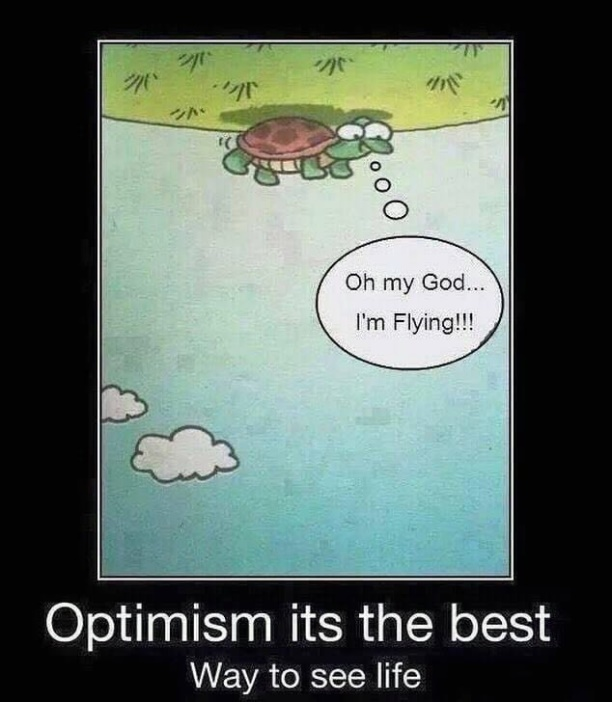 Oh my God...
I'm Flying!!!
Optimism its the best
Way to see life